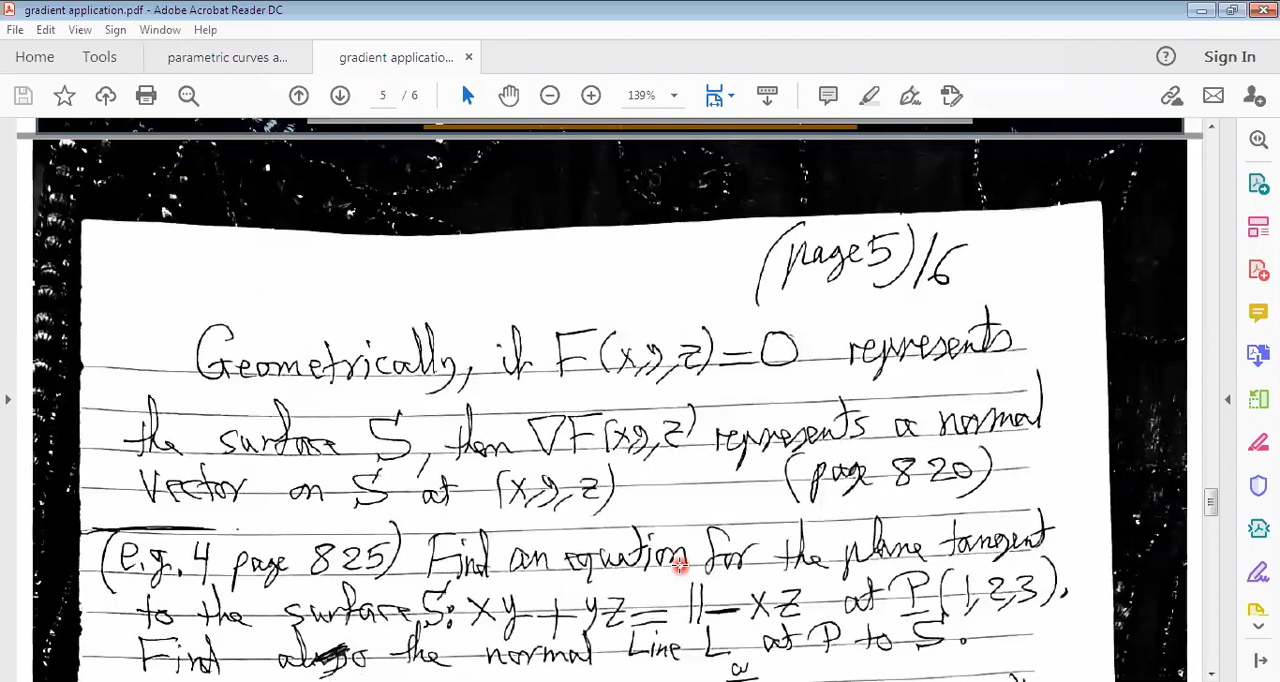 gradient application.pdf - Adobe Acrobat Reader DC
File Edit View Sign Window Help
Home Tools parametric curves a... gradient applicatio... × Sign In
5 / 6 139%
(page 5)/6
Geometrically, if F(x,y,z)=0 represents
the surface S, then ∇F(x,y,z) represents a normal
vector on S at (x,y,z) (page 820)
(e.g. 4 page 825) Find an equation for the plane tangent
to the surface S: xy + yz = 11 - xz at P(1,2,3).
Find also the normal Line L at P to S.